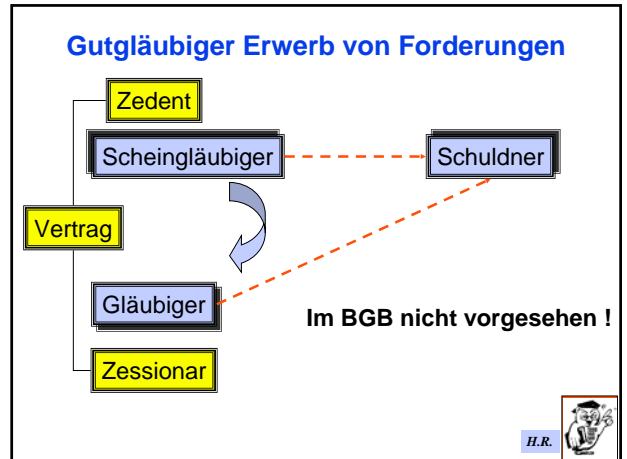 Gutgläubiger Erwerb von Forderungen
Zedent
Scheingläubiger
Schuldner
Vertrag
Gläubiger
Im BGB nicht vorgesehen !
Zessionar
H.R.